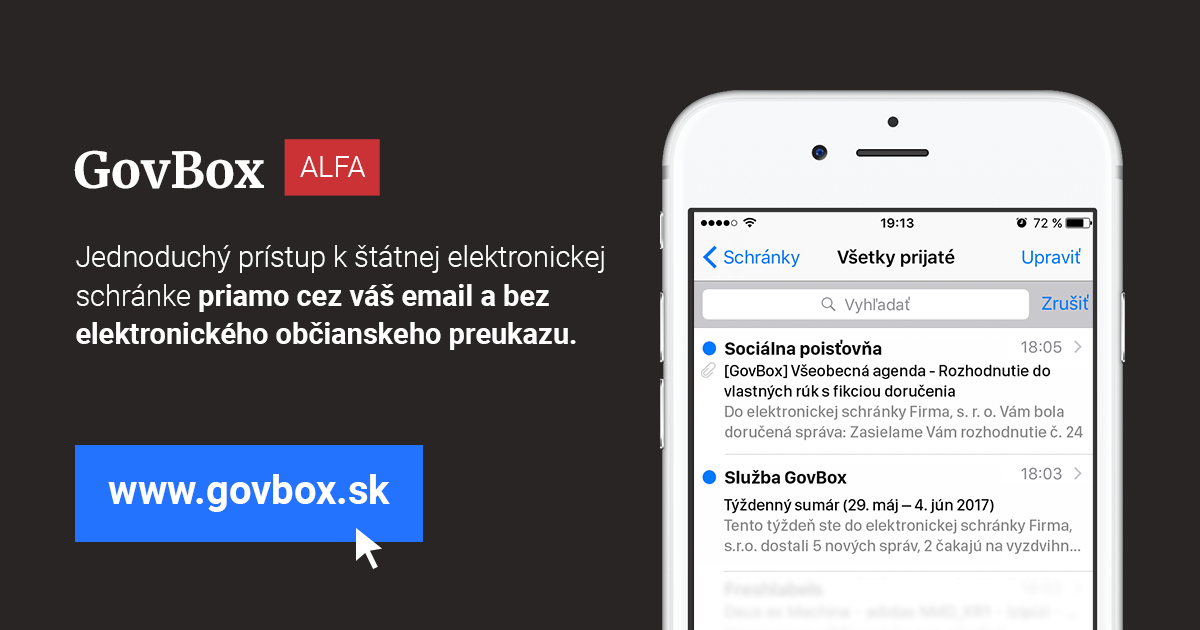 GovBox ALFA
Jednoduchý prístup k štátnej elektronickej
schránke priamo cez váš email a bez
elektronického občianskeho preukazu.
www.govbox.sk
19:13 72 %
Schránky Všetky prijaté Upraviť
Vyhľadať Zrušiť
Sociálna poisťovňa 18:05
[GovBox] Všeobecná agenda - Rozhodnutie do
vlastných rúk s fikciou doručenia
Do elektronickej schránky Firma, s. r. o. Vám bola
doručená správa: Zasielame Vám rozhodnutie č. 24
Služba GovBox 18:03
Týždenný sumár (29. máj – 4. jún 2017)
Tento týždeň ste do elektronickej schránky Firma,
s.r.o. dostali 5 nových správ, 2 čakajú na vyzdvihn...
Freshlabels